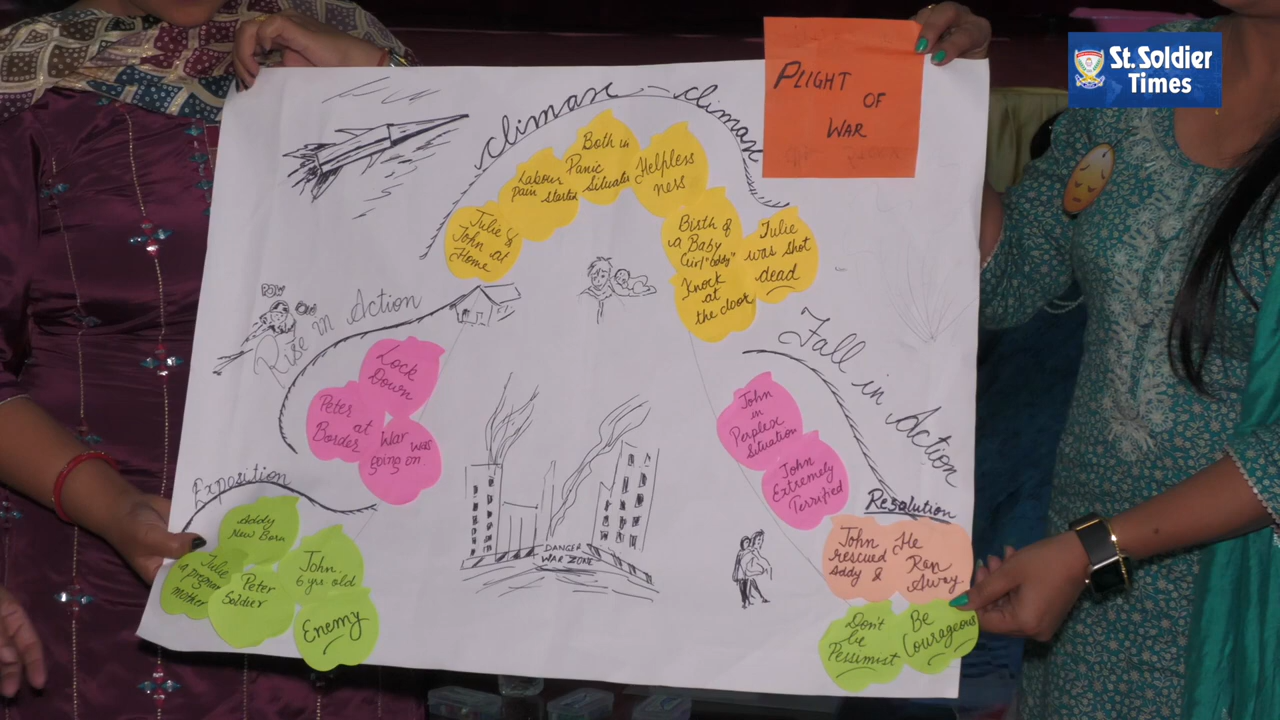 St. Soldier
Times
PLIGHT
OF
WAR
Climax - Climax
Julie &
John at
Home
Labour
pain started
Both in
Panic
Situation
Helpless
ness
Birth of
a Baby
Girl "addy"
Knock
at
the door
Julie
was shot
dead
Rise in Action
Lock
Down
Peter at
Border
War was
going on.
Exposition
Addy
New Born
Julie
a pregnant
mother
Peter
Soldier
John.
6 yrs old
Enemy
DANGER
WAR ZONE
Fall in Action
John
in
Perplex
Situation
John
Extremely
Terrified
Resolution
John
rescued
Addy &
He
Ran
Away
Don't
be
Pessimist
Be
Courageous